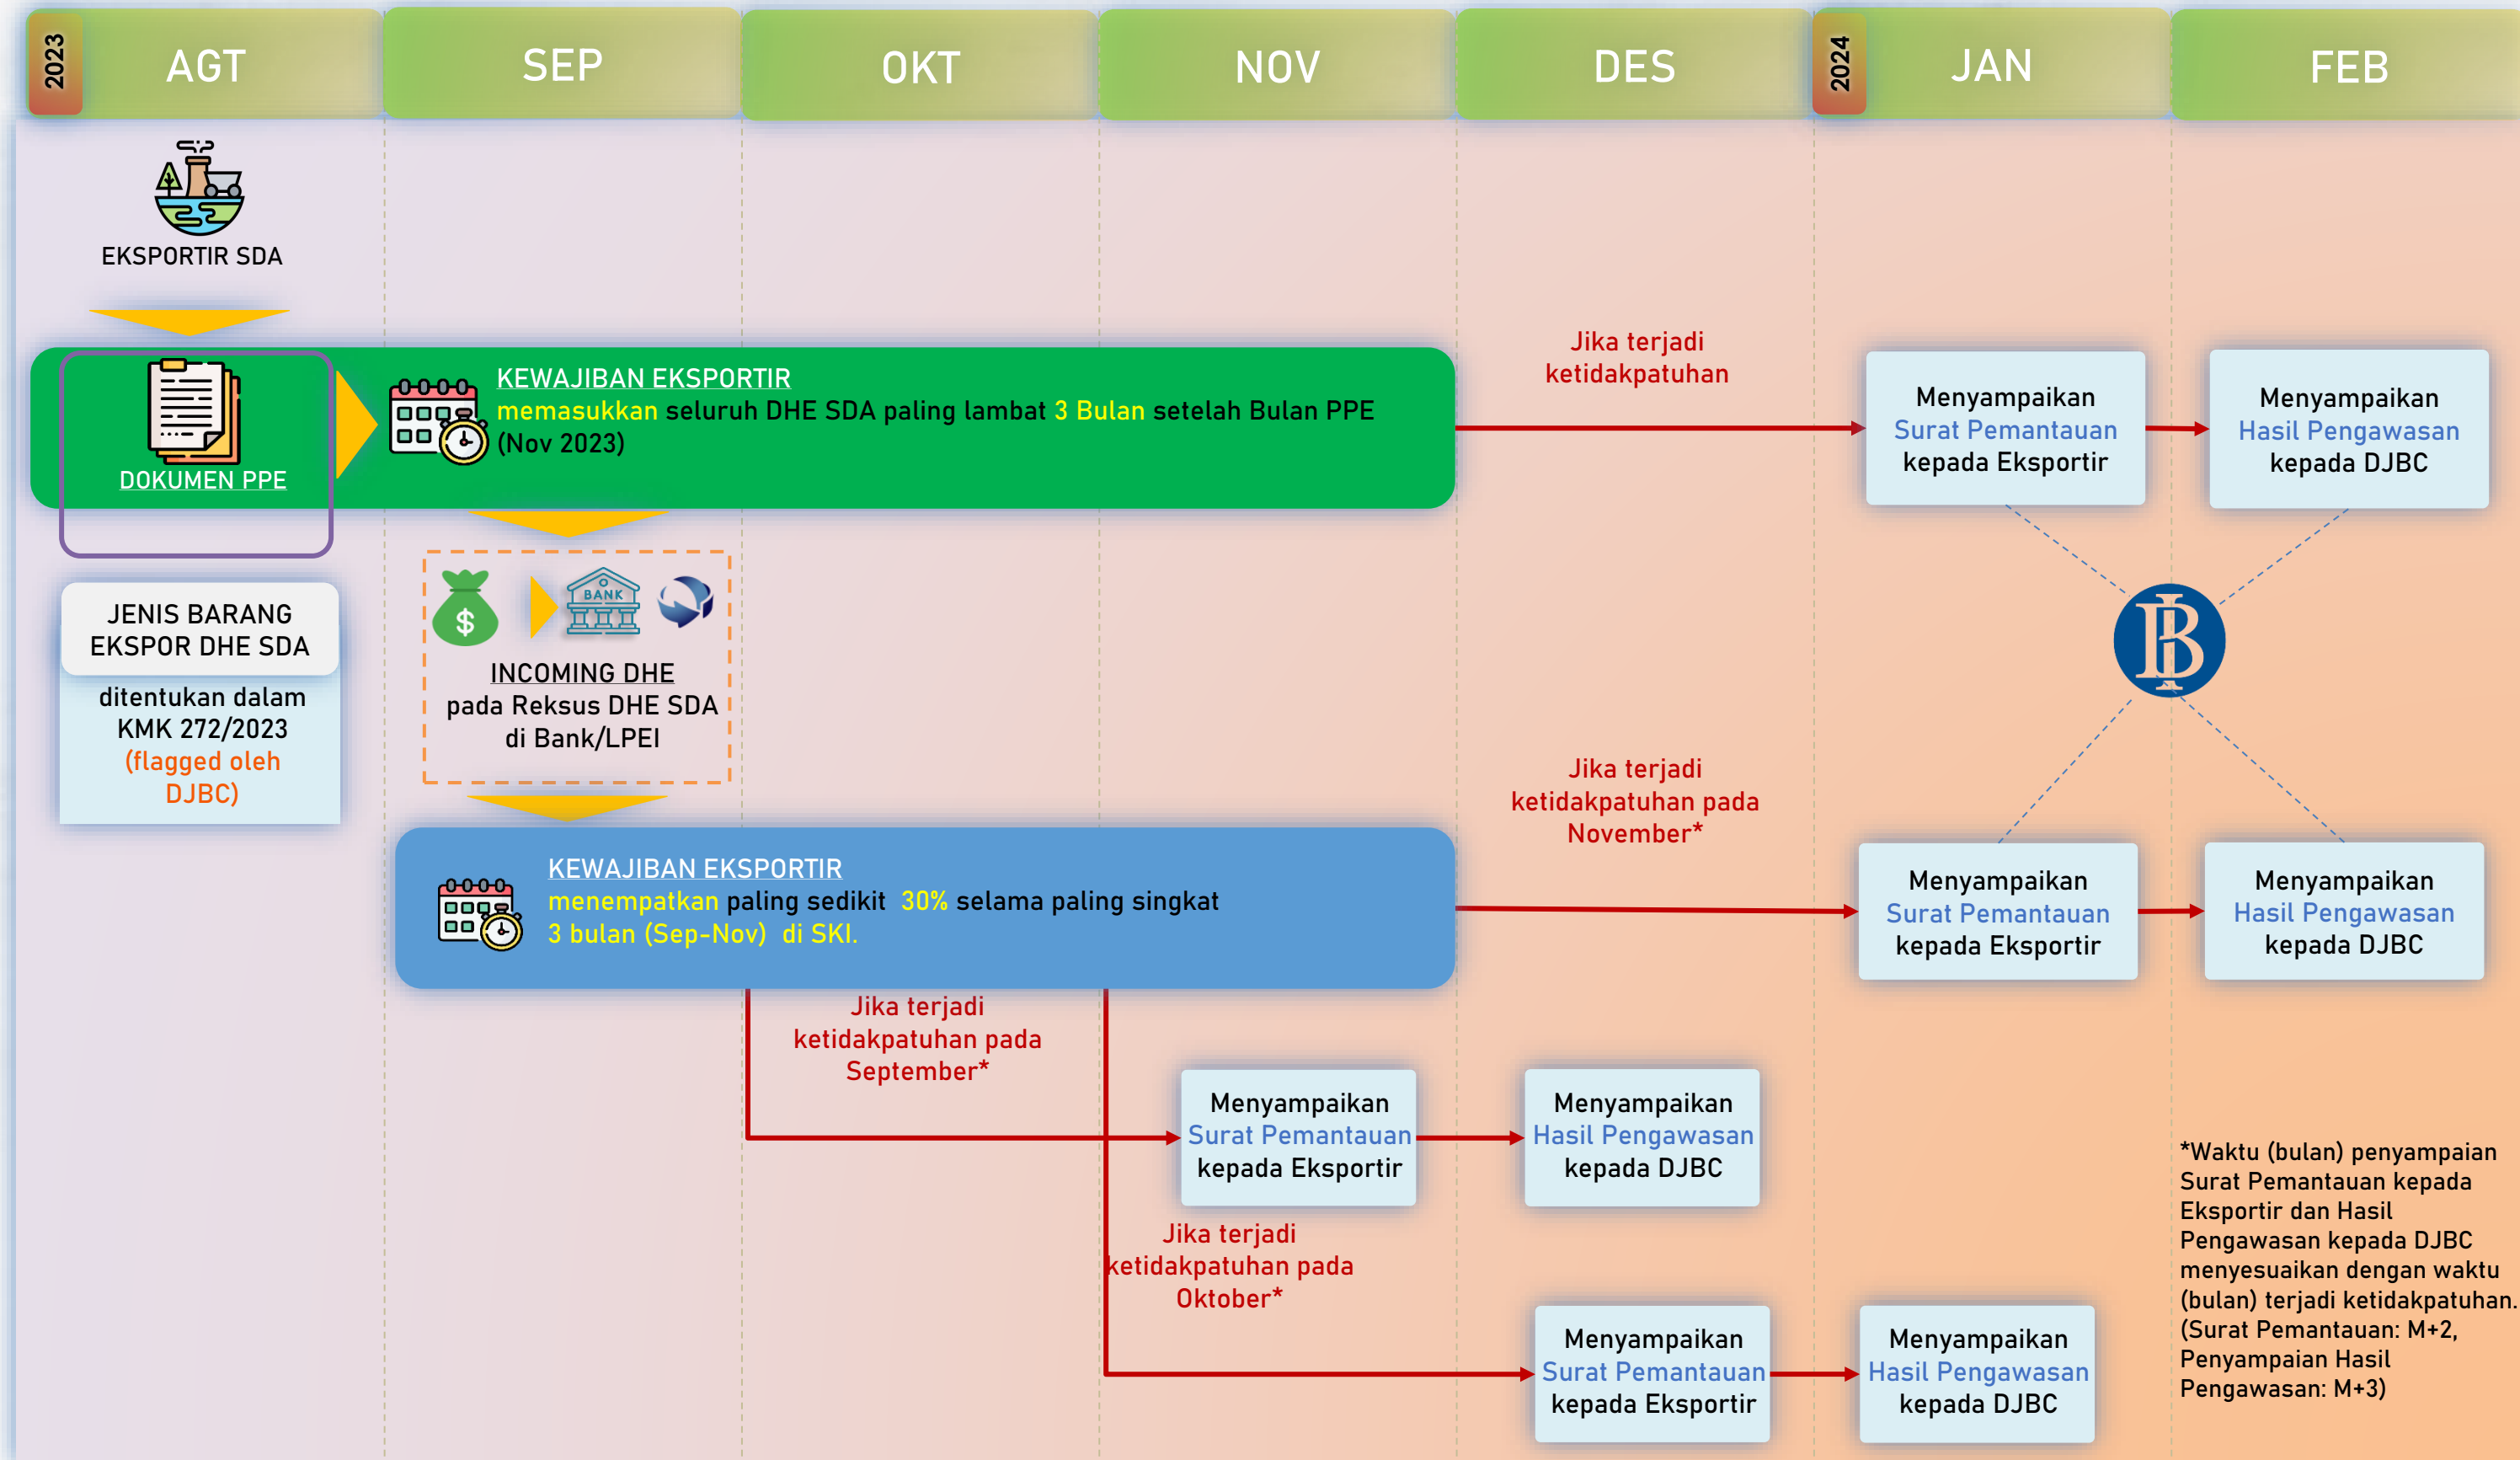 2023
AGT
SEP
OKT
NOV
DES
2024
JAN
FEB
EKSPORTIR SDA
DOKUMEN PPE
KEWAJIBAN EKSPORTIR
memasukkan seluruh DHE SDA paling lambat 3 Bulan setelah Bulan PPE
(Nov 2023)
Jika terjadi
ketidakpatuhan
Menyampaikan
Surat Pemantauan
kepada Eksportir
Menyampaikan
Hasil Pengawasan
kepada DJBC
JENIS BARANG
EKSPOR DHE SDA
ditentukan dalam
KMK 272/2023
(flagged oleh
DJBC)
$
BANK
INCOMING DHE
pada Reksus DHE SDA
di Bank/LPEI
BI
KEWAJIBAN EKSPORTIR
menempatkan paling sedikit 30% selama paling singkat
3 bulan (Sep-Nov) di SKI.
Jika terjadi
ketidakpatuhan pada
November*
Menyampaikan
Surat Pemantauan
kepada Eksportir
Menyampaikan
Hasil Pengawasan
kepada DJBC
Jika terjadi
ketidakpatuhan pada
September*
Menyampaikan
Surat Pemantauan
kepada Eksportir
Menyampaikan
Hasil Pengawasan
kepada DJBC
Jika terjadi
ketidakpatuhan pada
Oktober*
Menyampaikan
Surat Pemantauan
kepada Eksportir
Menyampaikan
Hasil Pengawasan
kepada DJBC
*Waktu (bulan) penyampaian
Surat Pemantauan kepada
Eksportir dan Hasil
Pengawasan kepada DJBC
menyesuaikan dengan waktu
(bulan) terjadi ketidakpatuhan.
(Surat Pemantauan: M+2,
Penyampaian Hasil
Pengawasan: M+3)